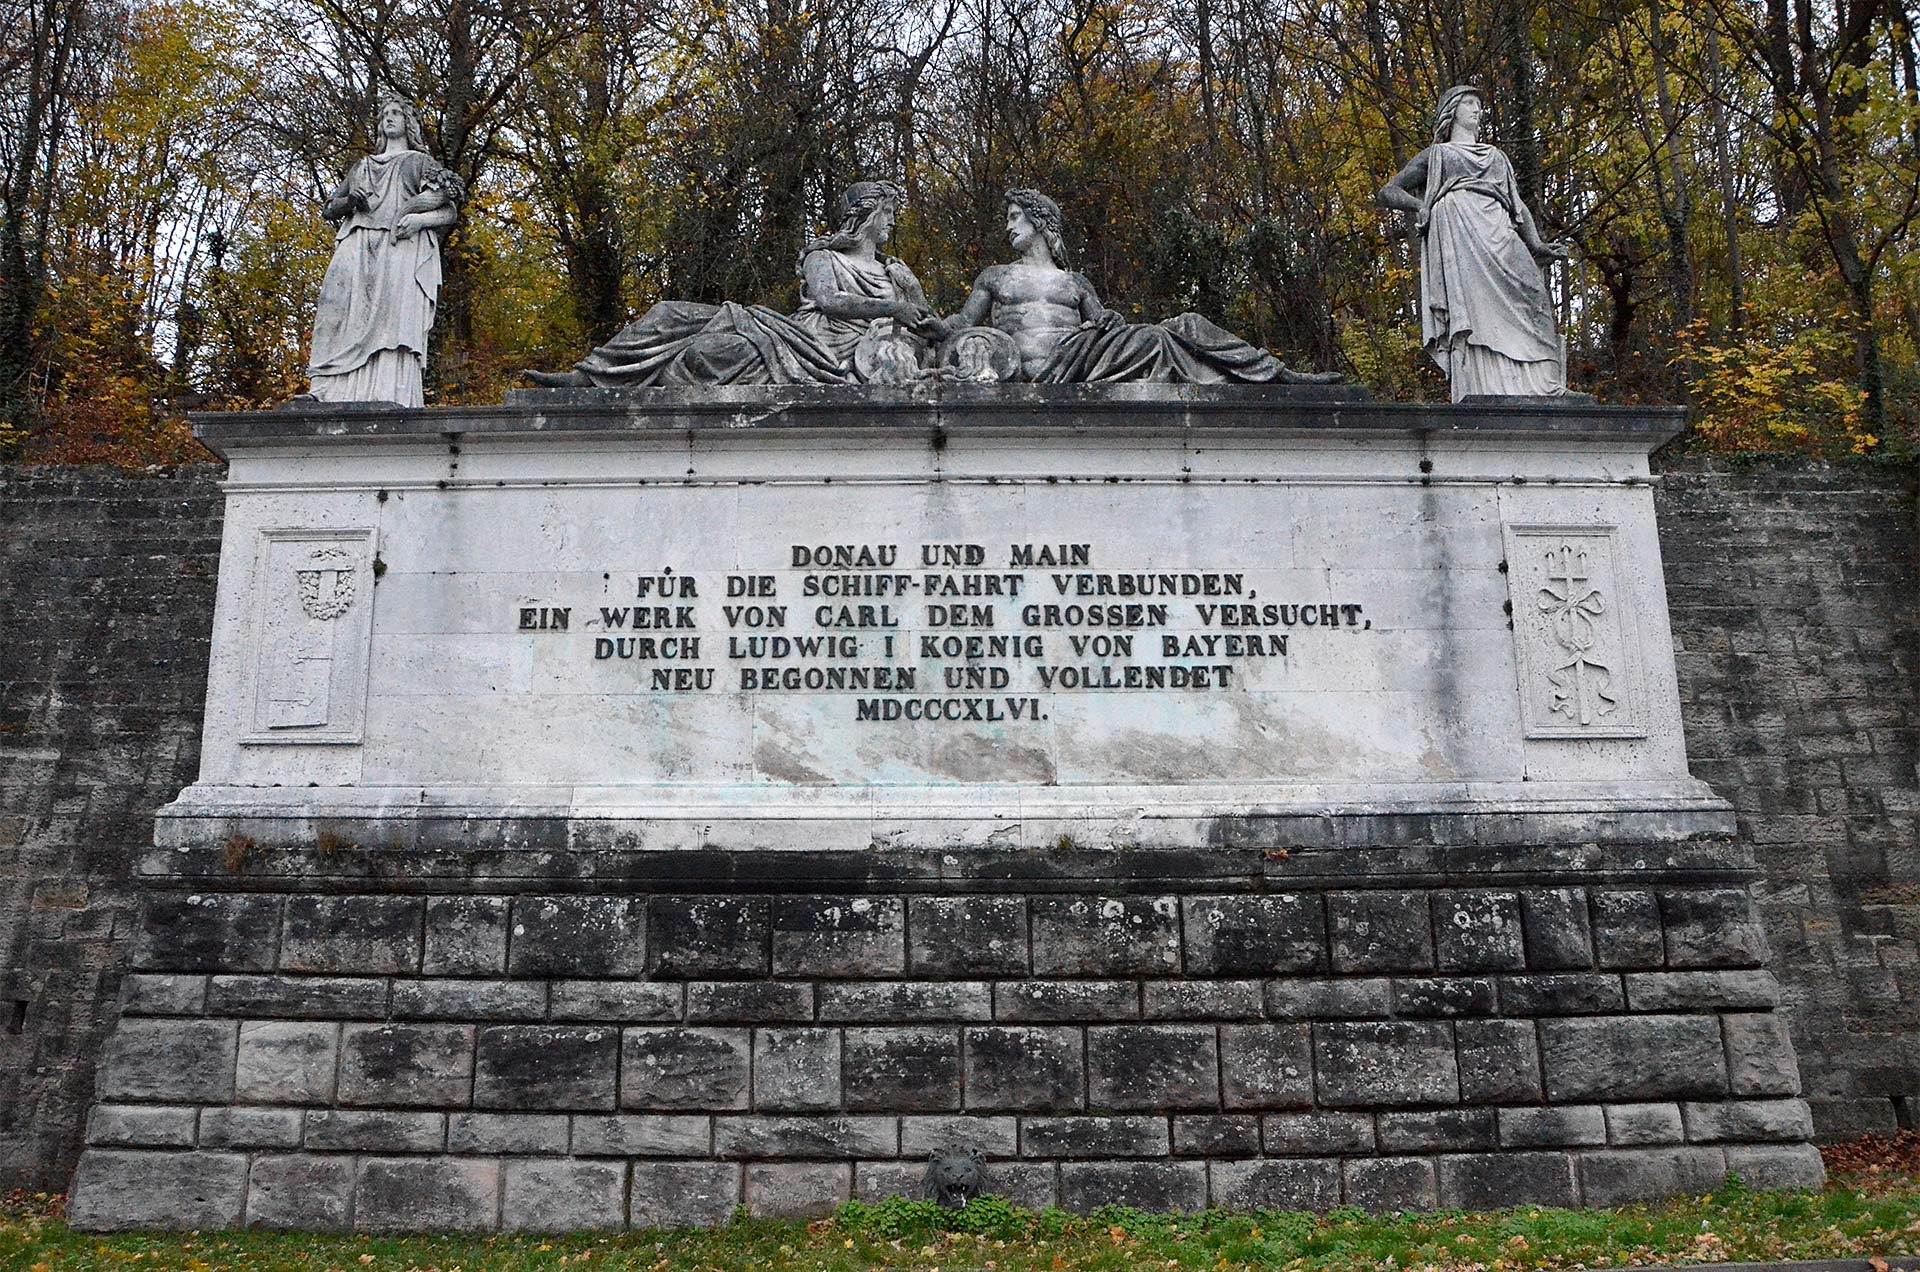 DONAU UND MAIN
FÜR DIE SCHIFF-FAHRT VERBUNDEN,
EIN WERK VON CARL DEM GROSSEN VERSUCHT,
DURCH LUDWIG I KOENIG VON BAYERN
NEU BEGONNEN UND VOLLENDET
MDCCCXLVI.